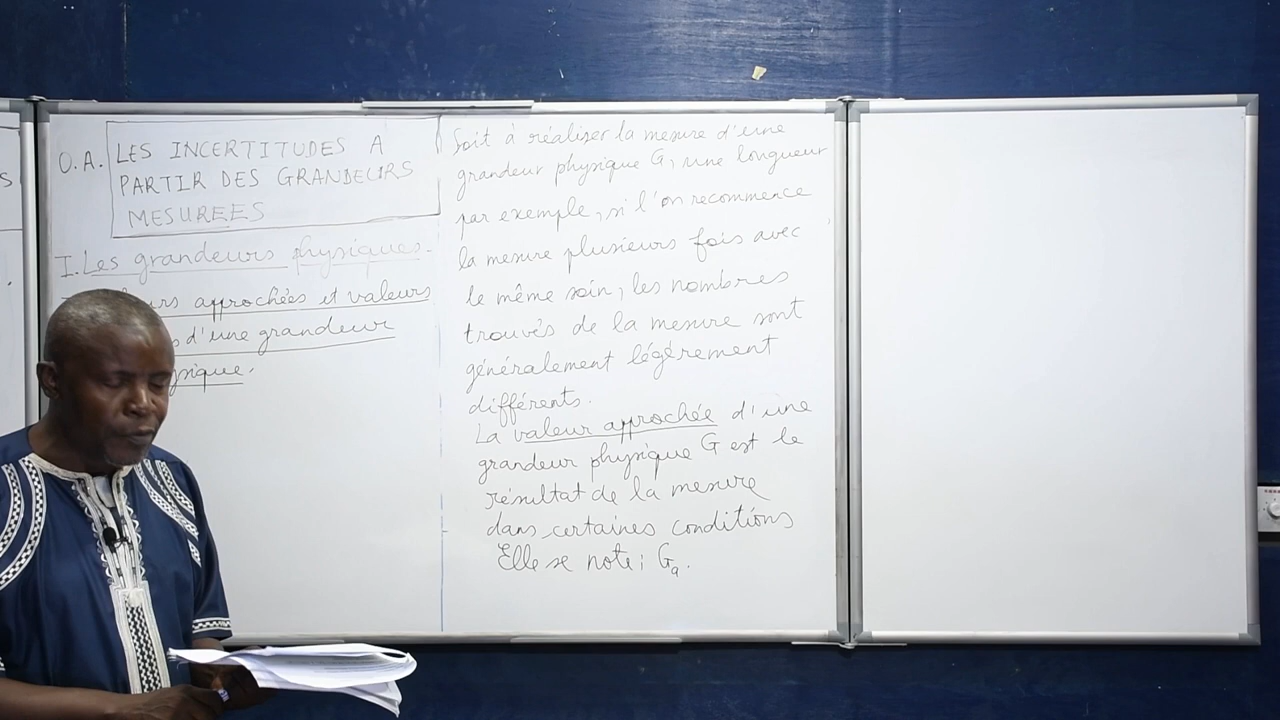 O.A. LES INCERTITUDES A
PARTIR DES GRANDEURS
MESUREES
I. Les grandeurs physiques.
approchées et valeurs
d'une grandeur
Soit à réaliser la mesure d'une
grandeur physique G, une longueur
par exemple, si l'on recommence
la mesure plusieurs fois avec
le même soin, les nombres
trouvés de la mesure sont
généralement légèrement
différents.
La valeur approchée d'une
grandeur physique G est le
résultat de la mesure
dans certaines conditions
Elle se note : Ga.